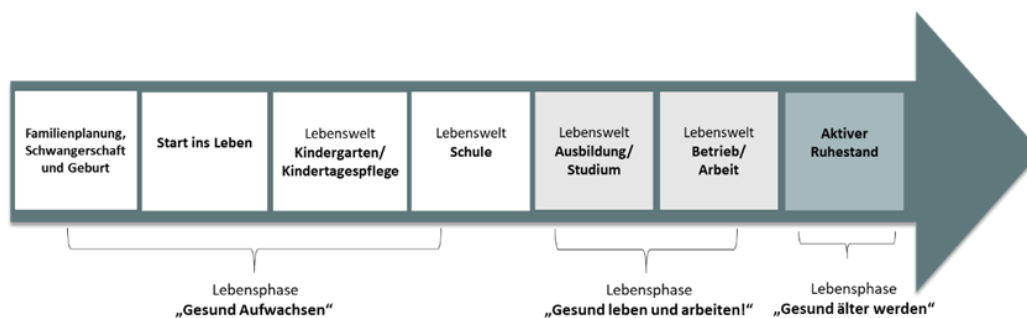 Familienplanung,
Schwangerschaft
und Geburt
Start ins Leben
Lebenswelt
Kindergarten/
Kindertagespflege
Lebenswelt
Schule
Lebenswelt
Ausbildung/
Studium
Lebenswelt
Betrieb/
Arbeit
Aktiver
Ruhestand
Lebensphase
„Gesund Aufwachsen“
Lebensphase
„Gesund leben und arbeiten!“
Lebensphase
„Gesund älter werden“